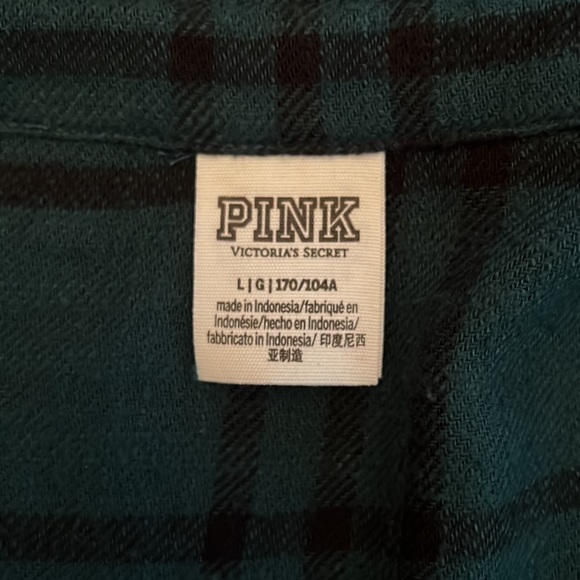 PINK
VICTORIA'S SECRET
L | G | 170/104A
made in Indonesia/fabriqué en
Indonésie/hecho en Indonesia/
fabbricato in Indonesia/ 印度尼西
亚制造